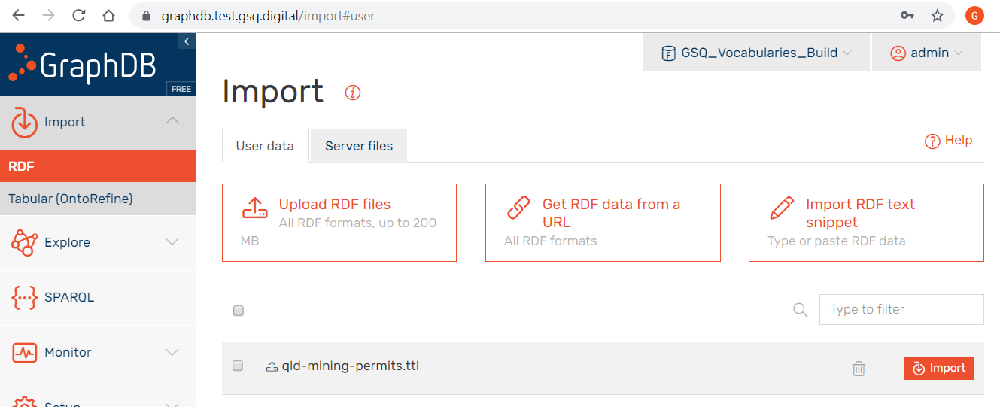 graphdb.test.gsq.digital/import#user
G
GraphDB
FREE
GSQ_Vocabularies_Build
admin
Import
Import
RDF
Tabular (OntoRefine)
Explore
SPARQL
Monitor
Setup
User data
Server files
Help
Upload RDF files
All RDF formats, up to 200
MB
Get RDF data from a
URL
All RDF formats
Import RDF text
snippet
Type or paste RDF data
Type to filter
qld-mining-permits.ttl
Import